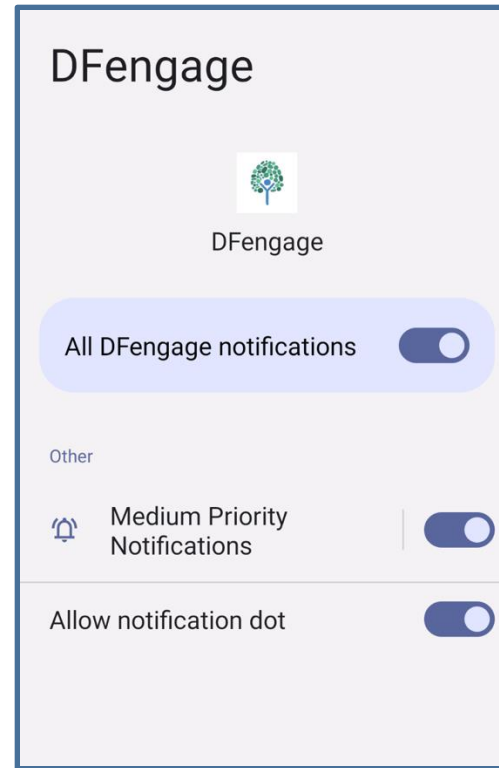 DFengage
DFengage
All DFengage notifications
Other
Medium Priority
Notifications
Allow notification dot